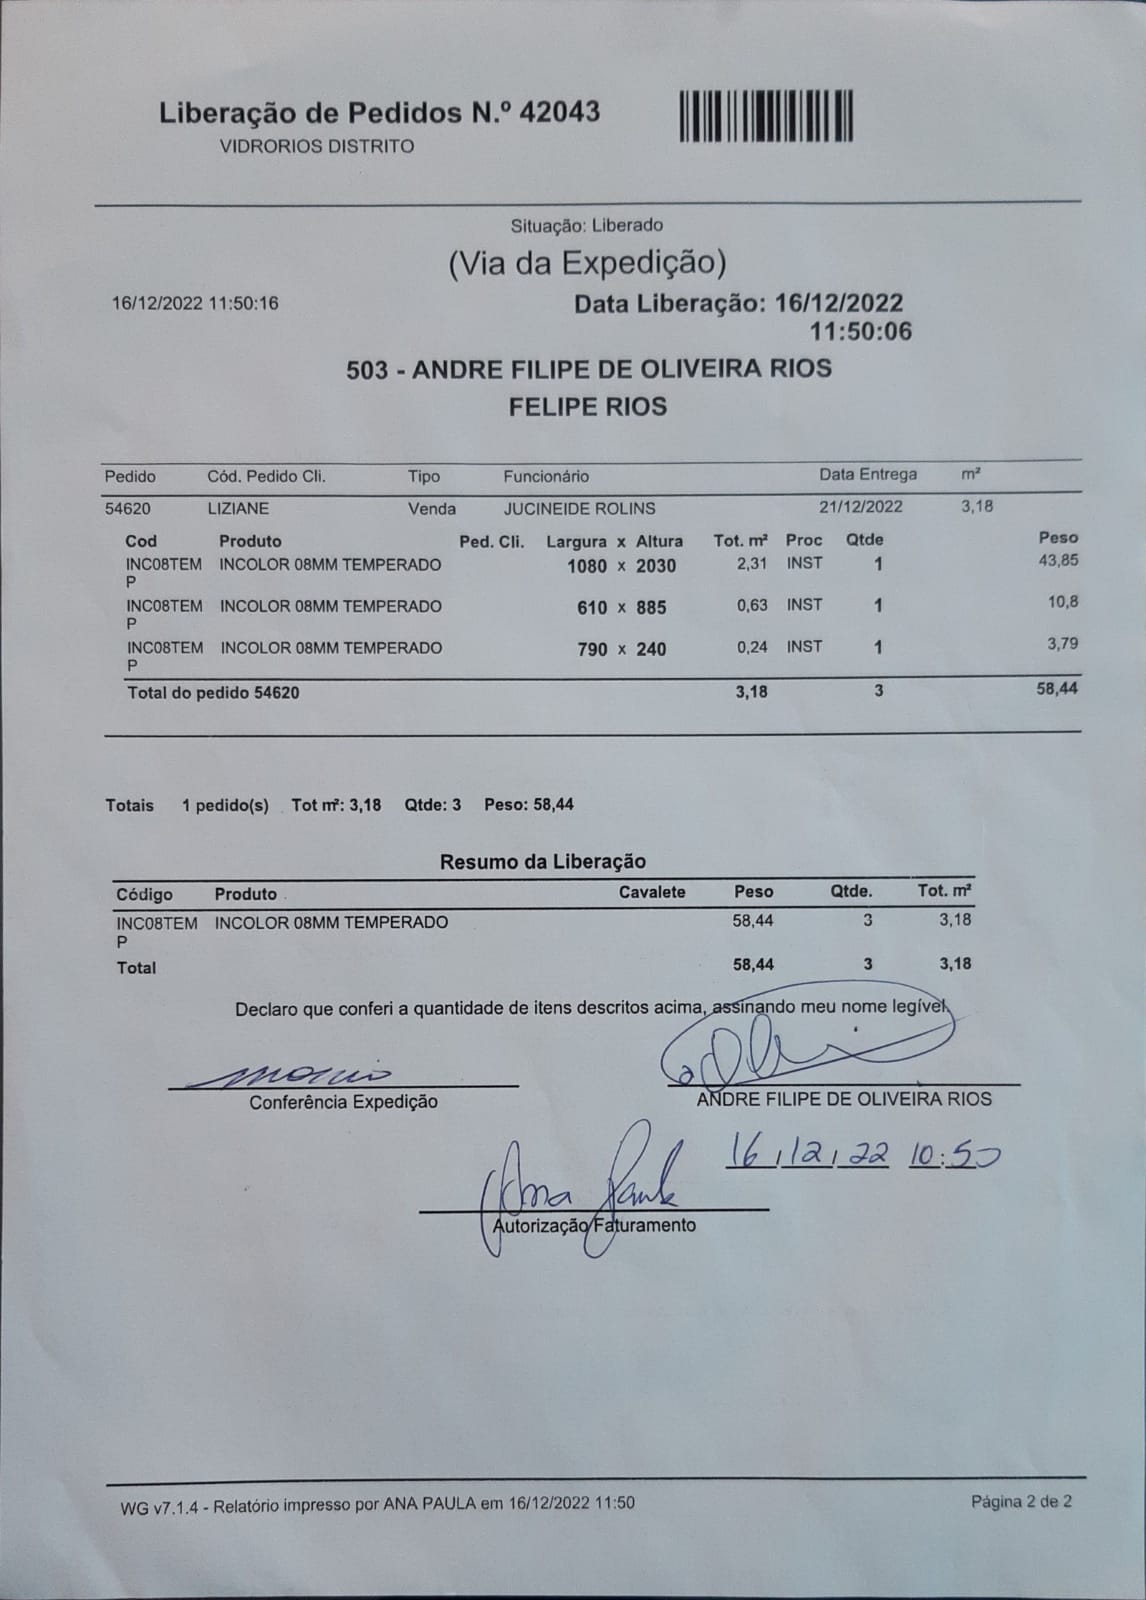 Liberação de Pedidos N.º 42043
VIDRORIOS DISTRITO
Situação: Liberado
(Via da Expedição)
16/12/2022 11:50:16
Data Liberação: 16/12/2022
11:50:06
503 - ANDRE FILIPE DE OLIVEIRA RIOS
FELIPE RIOS
Pedido Cód. Pedido Cli. Tipo Funcionário Data Entrega m²
54620 LIZIANE Venda JUCINEIDE ROLINS 21/12/2022 3,18
Cod Produto Ped. Cli. Largura x Altura Tot. m² Proc Qtde Peso
INC08TEM INCOLOR 08MM TEMPERADO 1080 x 2030 2,31 INST 1 43,85
P
INC08TEM INCOLOR 08MM TEMPERADO 610 x 885 0,63 INST 1 10,8
P
INC08TEM INCOLOR 08MM TEMPERADO 790 x 240 0,24 INST 1 3,79
P
Total do pedido 54620 3,18 3 58,44
Totais 1 pedido(s) Tot m²: 3,18 Qtde: 3 Peso: 58,44
Resumo da Liberação
Código Produto Cavalete Peso Qtde. Tot. m²
INC08TEM INCOLOR 08MM TEMPERADO 58,44 3 3,18
P
Total 58,44 3 3,18
Declaro que conferi a quantidade de itens descritos acima, assinando meu nome legível.
Conferência Expedição
ANDRE FILIPE DE OLIVEIRA RIOS
16/12/22 10:50
Ana Paula
Autorização Faturamento
WG v7.1.4 - Relatório impresso por ANA PAULA em 16/12/2022 11:50
Página 2 de 2